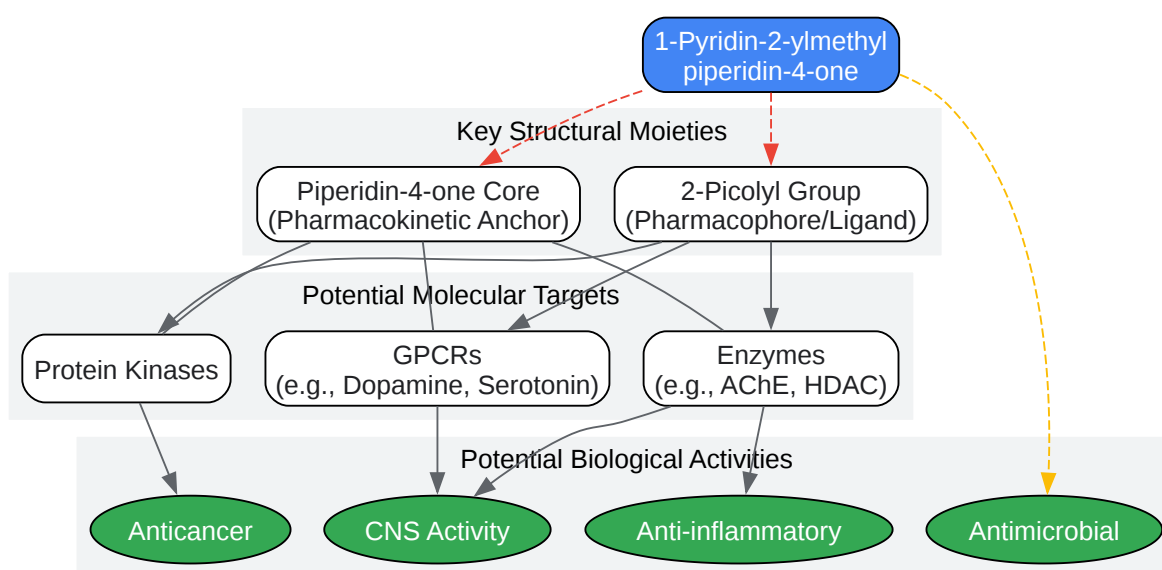 1-Pyridin-2-ylmethyl
piperidin-4-one
Key Structural Moieties
Piperidin-4-one Core
(Pharmacokinetic Anchor)
2-Picolyl Group
(Pharmacophore/Ligand)
Potential Molecular Targets
Protein Kinases
GPCRs
(e.g., Dopamine, Serotonin)
Enzymes
(e.g., AChE, HDAC)
Potential Biological Activities
Anticancer
CNS Activity
Anti-inflammatory
Antimicrobial